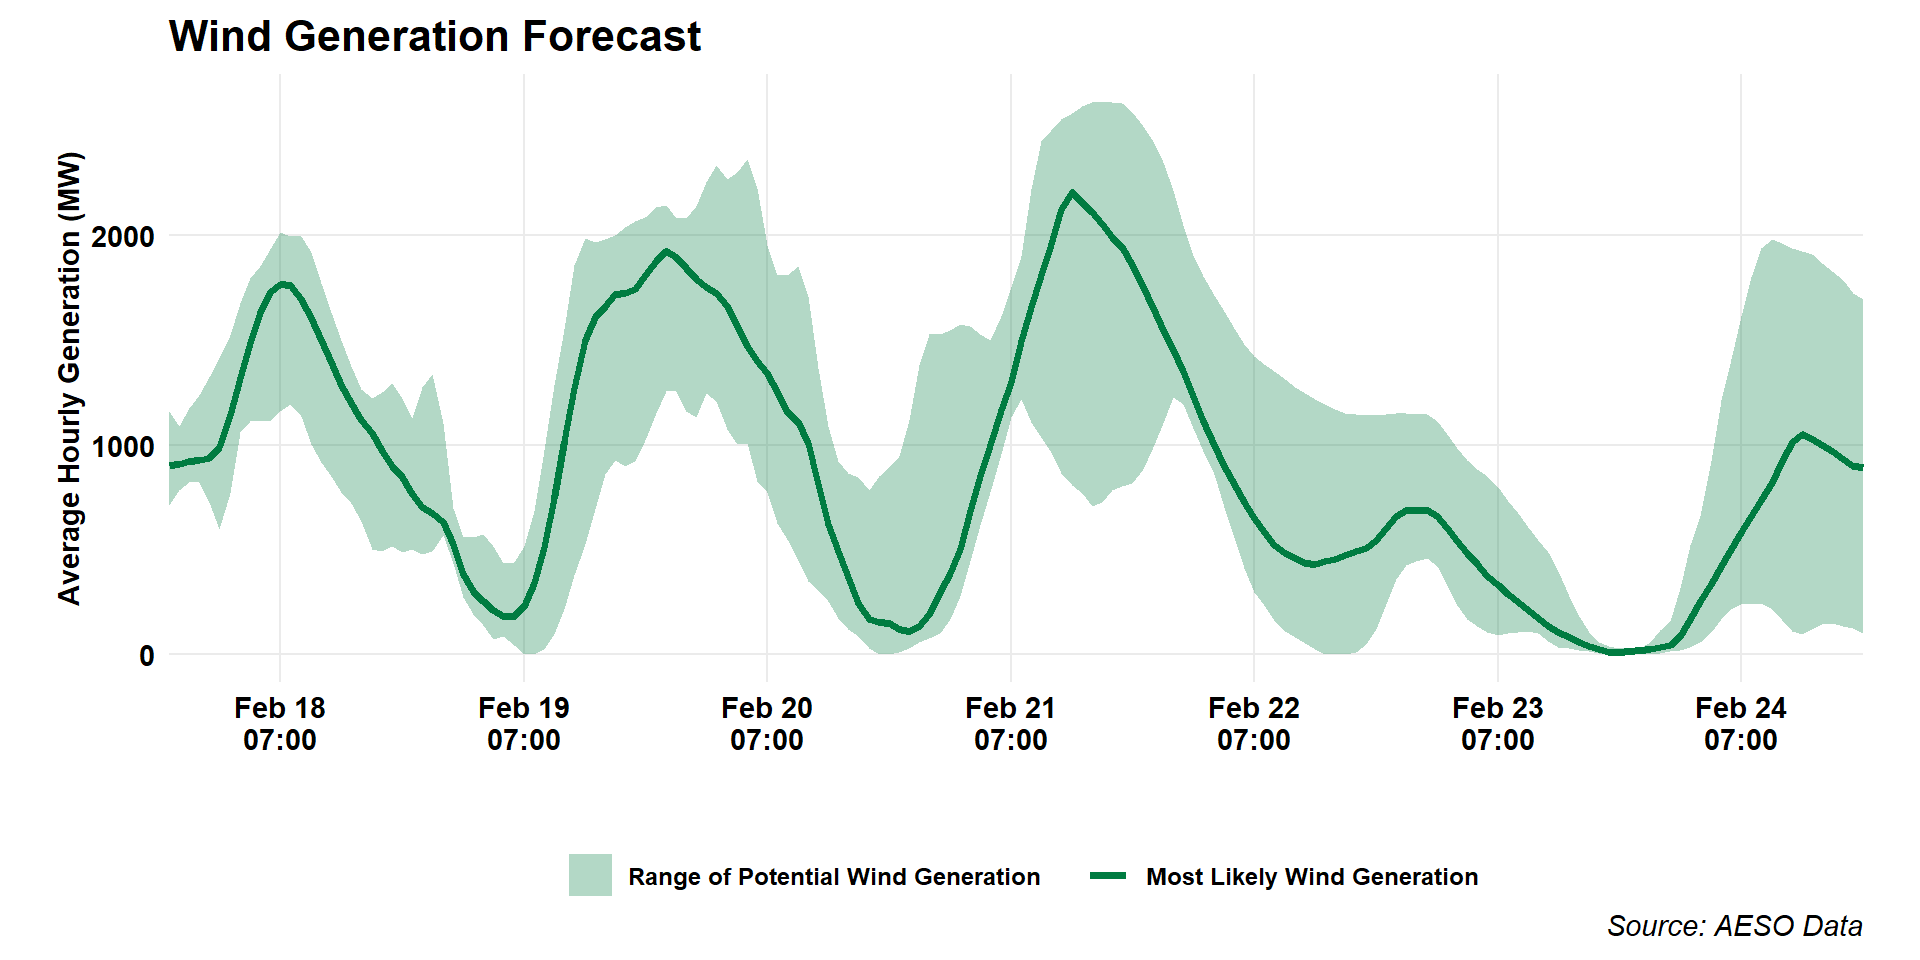 Wind Generation Forecast
Average Hourly Generation (MW)
2000
1000
0
Feb 18
07:00
Feb 19
07:00
Feb 20
07:00
Feb 21
07:00
Feb 22
07:00
Feb 23
07:00
Feb 24
07:00
Range of Potential Wind Generation
Most Likely Wind Generation
Source: AESO Data